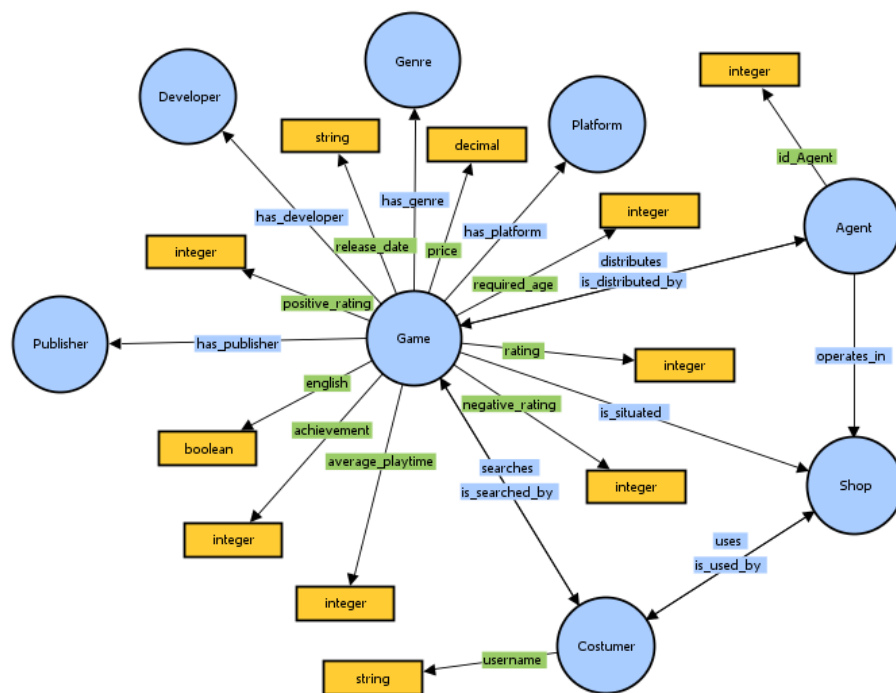 Genre
integer
Developer
Platform
string
decimal
id_Agent
has_genre
integer
has_developer
has_platform
Agent
release_date
price
integer
distributes
required_age
is_distributed_by
positive_rating
Game
Publisher
has_publisher
rating
operates_in
integer
english
negative_rating
is_situated
achievement
boolean
average_playtime
searches
is_searched_by
integer
Shop
integer
uses
is_used_by
integer
Costumer
username
string